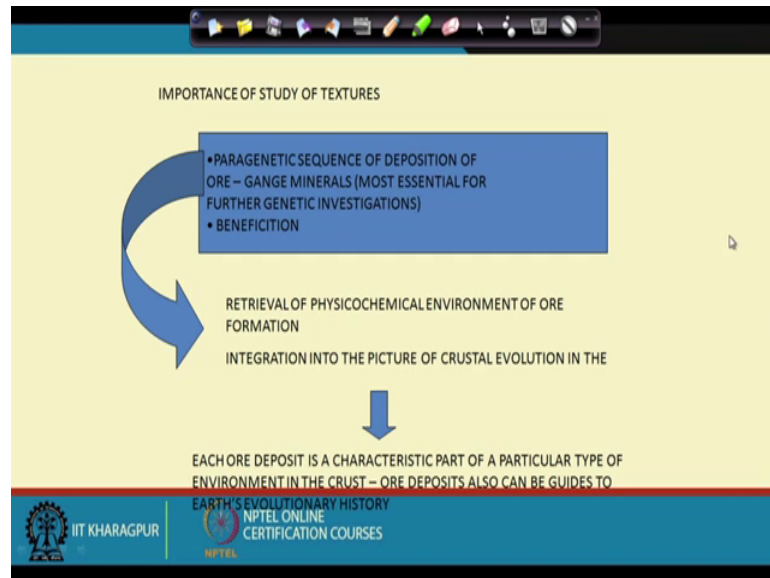 IMPORTANCE OF STUDY OF TEXTURES
•PARAGENETIC SEQUENCE OF DEPOSITION OF
ORE – GANGE MINERALS (MOST ESSENTIAL FOR
FURTHER GENETIC INVESTIGATIONS)
• BENEFICITION
RETRIEVAL OF PHYSICOCHEMICAL ENVIRONMENT OF ORE
FORMATION
INTEGRATION INTO THE PICTURE OF CRUSTAL EVOLUTION IN THE
EACH ORE DEPOSIT IS A CHARACTERISTIC PART OF A PARTICULAR TYPE OF
ENVIRONMENT IN THE CRUST – ORE DEPOSITS ALSO CAN BE GUIDES TO
EARTH'S EVOLUTIONARY HISTORY
IIT KHARAGPUR
NPTEL ONLINE
CERTIFICATION COURSES
NPTEL